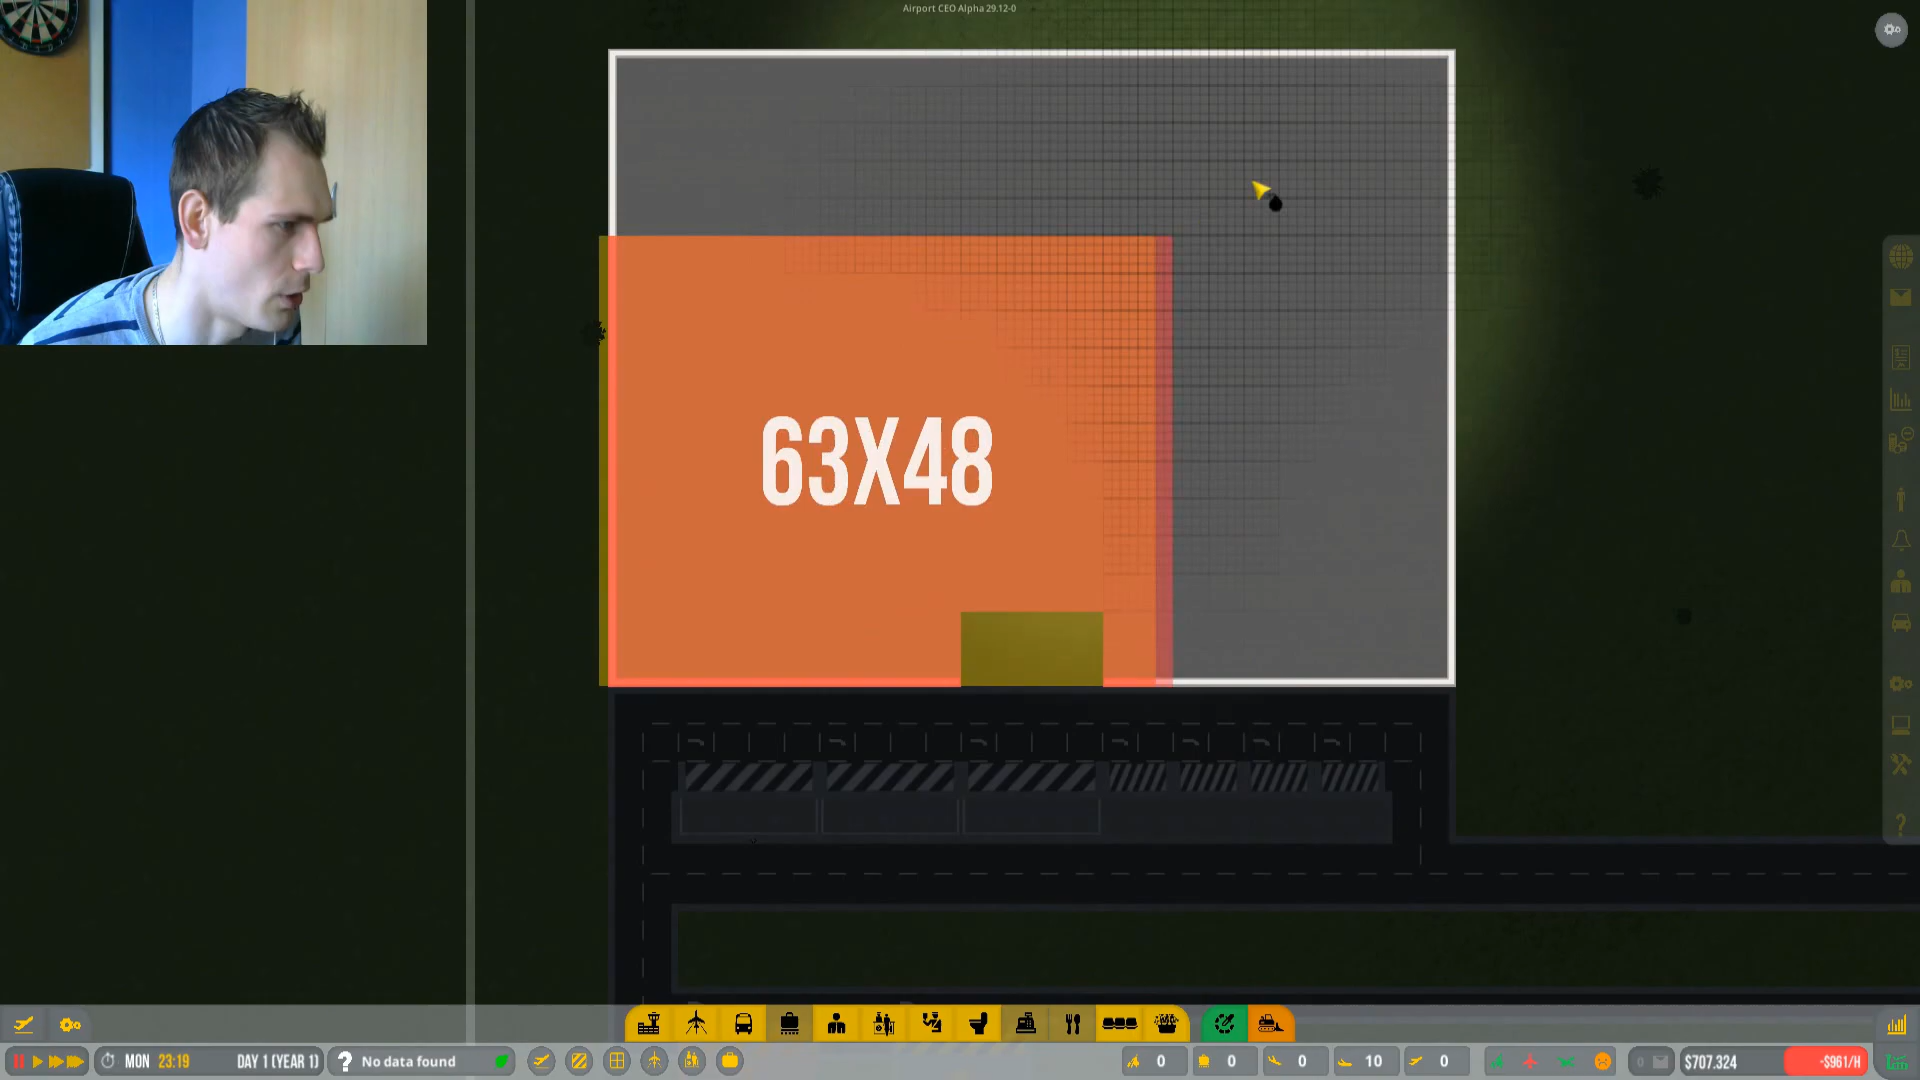 Airport CEO Alpha 29.12-0
63X48
MON 23:19 DAY 1 (YEAR 1) ? No data found 0 0 0 10 0 0 $707.324 -$961/H